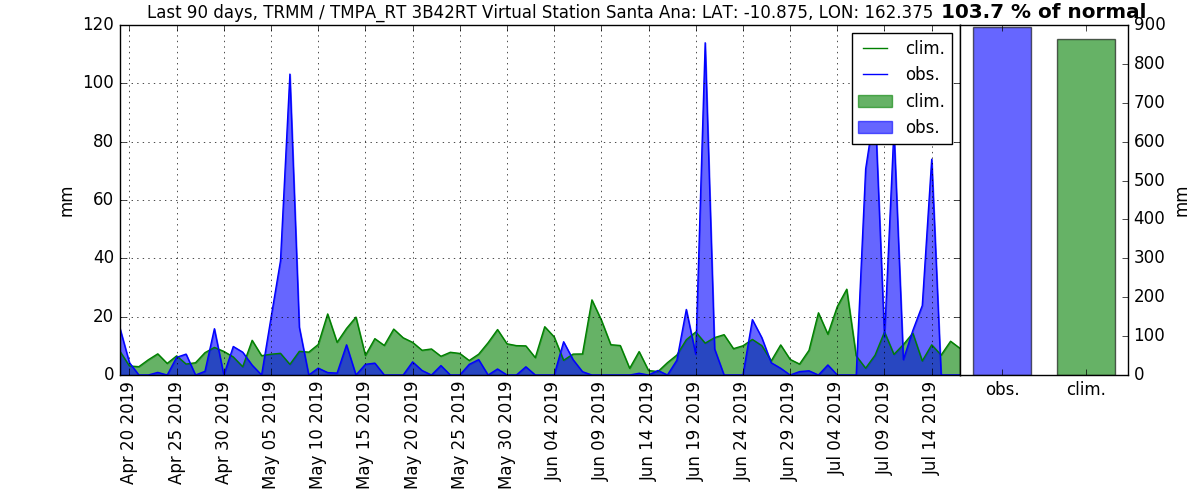 Last 90 days, TRMM / TMPA_RT 3B42RT Virtual Station Santa Ana: LAT: -10.875, LON: 162.375 103.7 % of normal
120
100
80
60
40
20
0
mm
clim.
obs.
clim.
obs.
900
800
700
600
500
400
300
200
100
0
mm
obs.
clim.
Apr 20 2019
Apr 25 2019
Apr 30 2019
May 05 2019
May 10 2019
May 15 2019
May 20 2019
May 25 2019
May 30 2019
Jun 04 2019
Jun 09 2019
Jun 14 2019
Jun 19 2019
Jun 24 2019
Jun 29 2019
Jul 04 2019
Jul 09 2019
Jul 14 2019